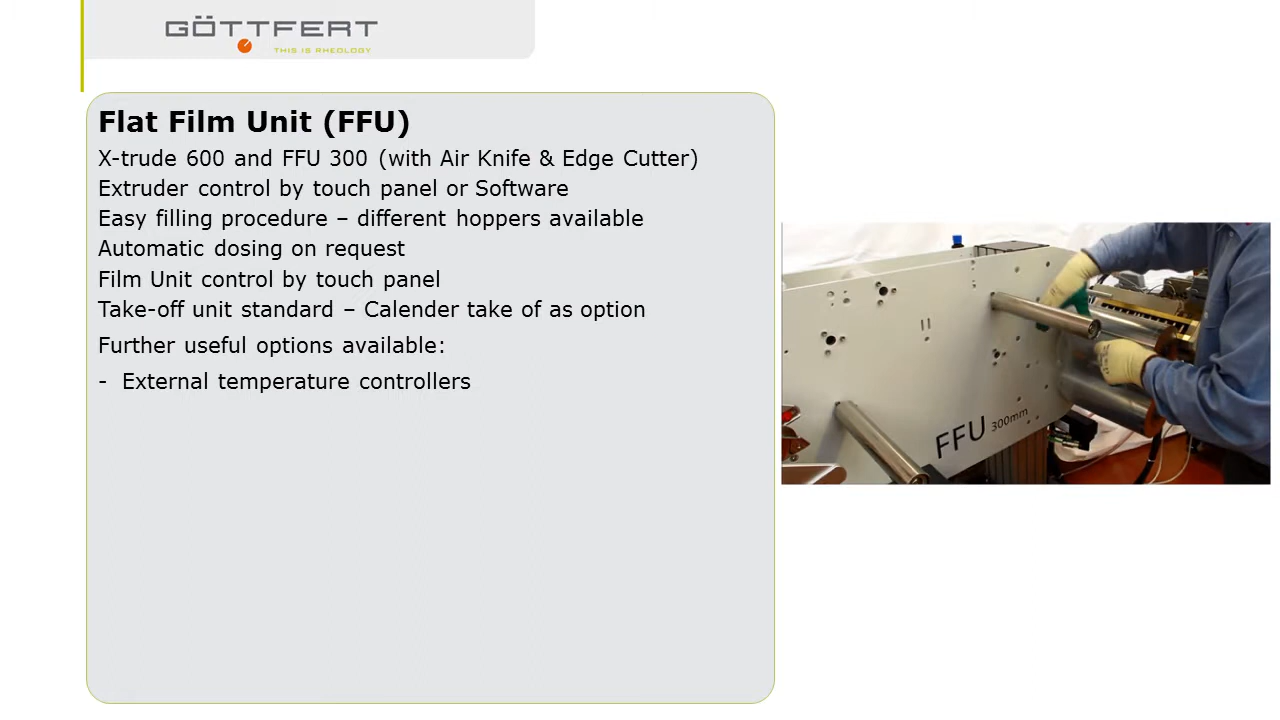 GÖTTFERT
THIS IS RHEOLOGY
Flat Film Unit (FFU)
X-trude 600 and FFU 300 (with Air Knife & Edge Cutter)
Extruder control by touch panel or Software
Easy filling procedure – different hoppers available
Automatic dosing on request
Film Unit control by touch panel
Take-off unit standard – Calender take of as option
Further useful options available:
- External temperature controllers
FFU 300mm